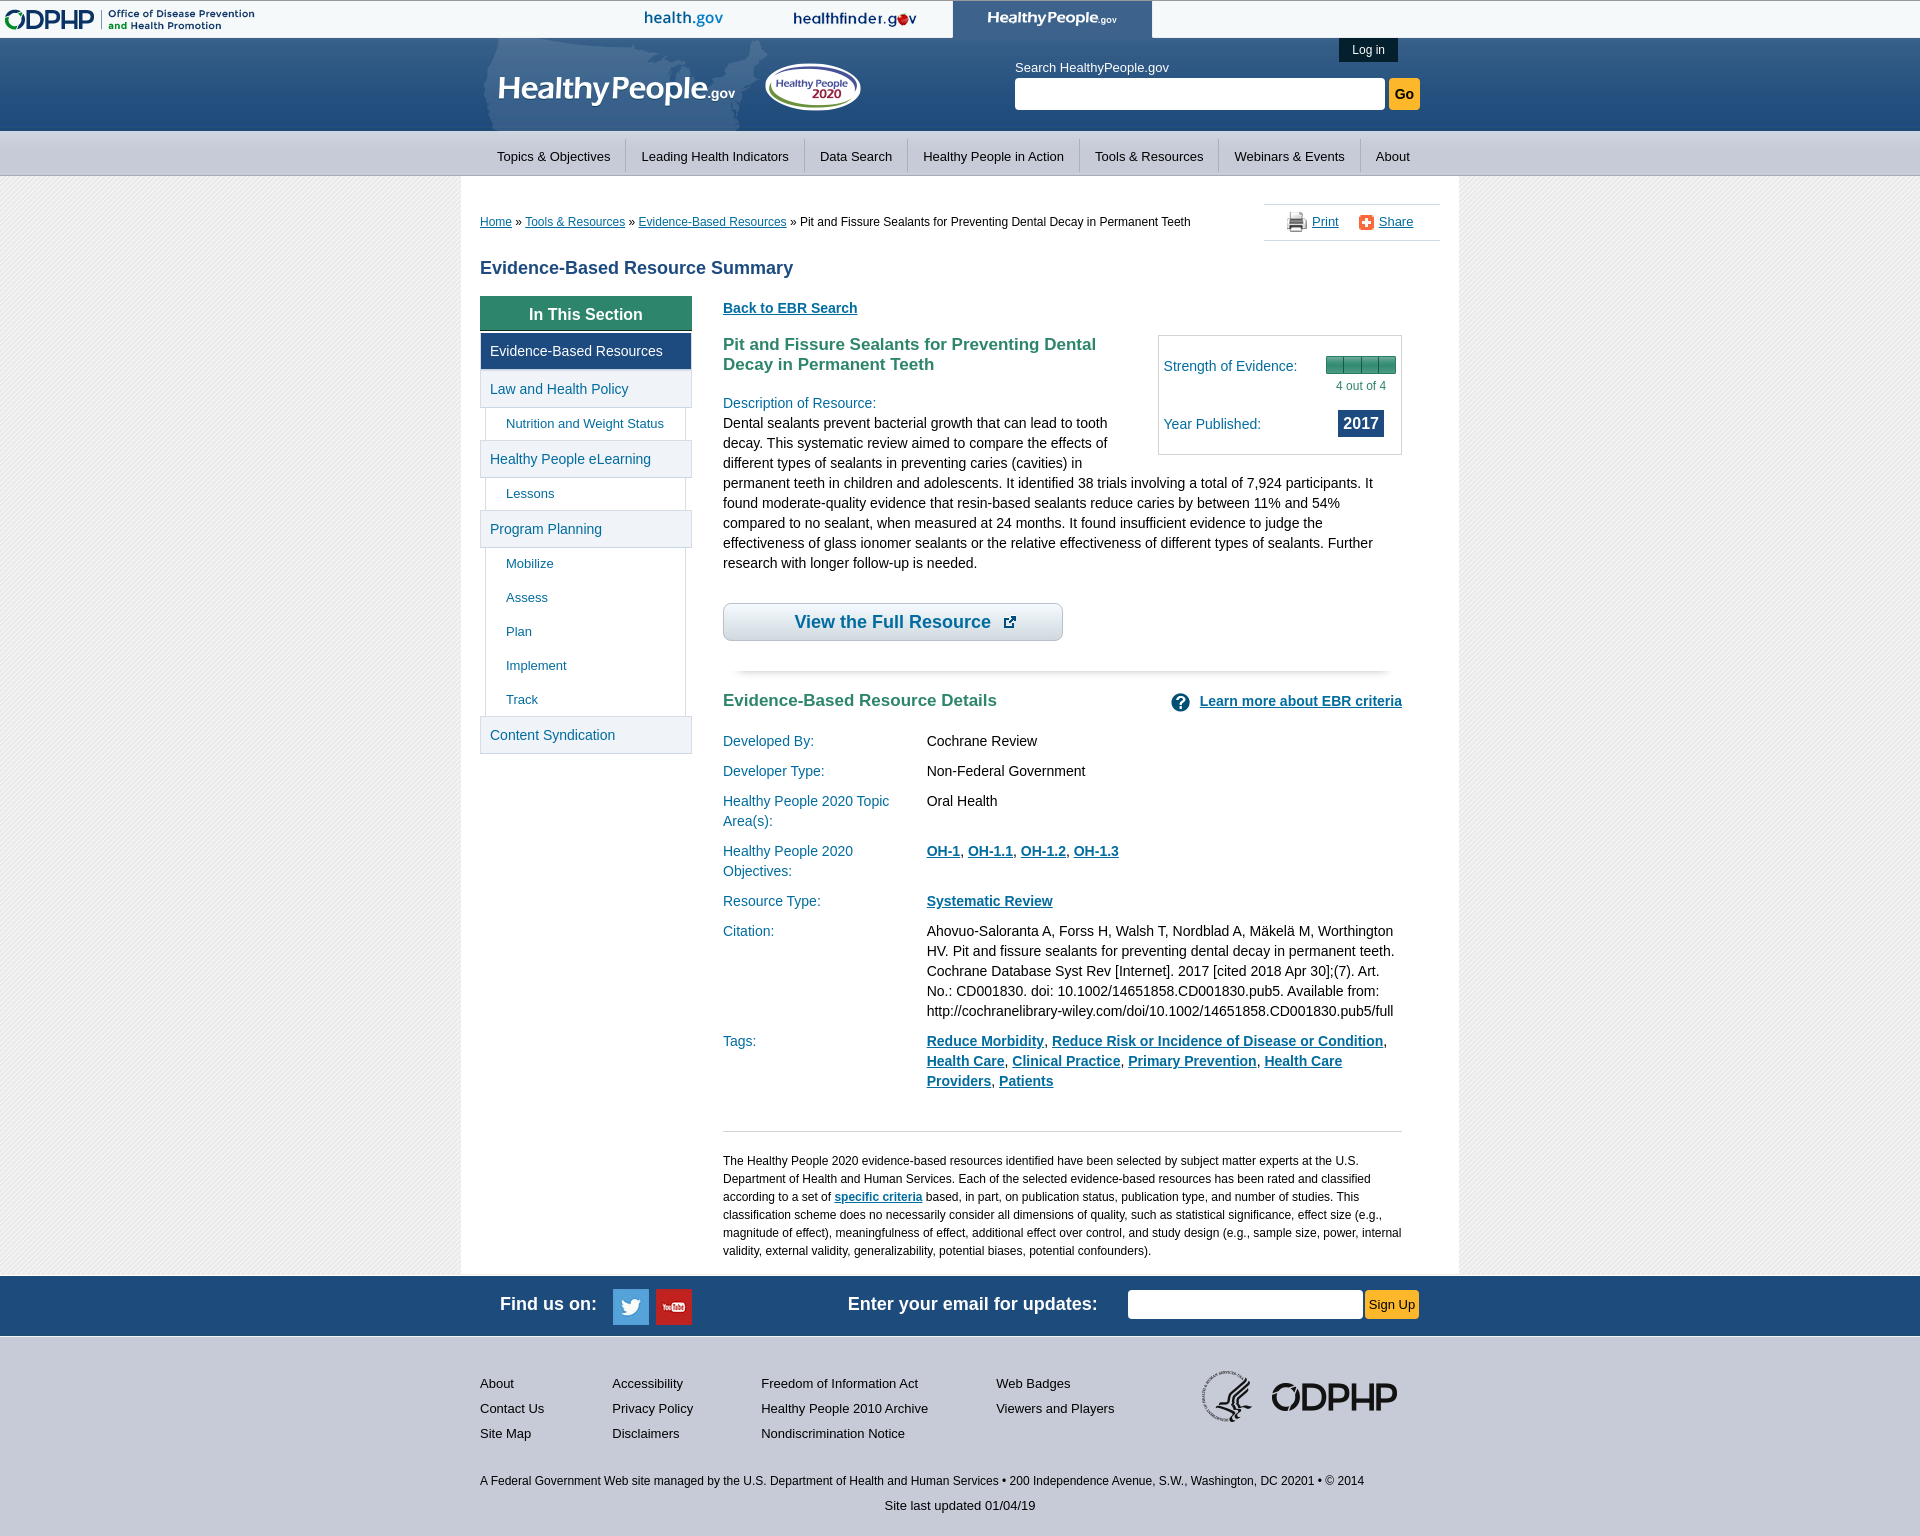 ODPHP | Office of Disease Prevention
and Health Promotion
health.gov
healthfinder.gov
HealthyPeople.gov
Log in
HealthyPeople.gov
Healthy People
2020
Search HealthyPeople.gov
Go
Topics & Objectives
Leading Health Indicators
Data Search
Healthy People in Action
Tools & Resources
Webinars & Events
About
Home » Tools & Resources » Evidence-Based Resources » Pit and Fissure Sealants for Preventing Dental Decay in Permanent Teeth
Print
Share
Evidence-Based Resource Summary
In This Section
Evidence-Based Resources
Law and Health Policy
Nutrition and Weight Status
Healthy People eLearning
Lessons
Program Planning
Mobilize
Assess
Plan
Implement
Track
Content Syndication
Back to EBR Search
Pit and Fissure Sealants for Preventing Dental
Decay in Permanent Teeth
Strength of Evidence:
4 out of 4
Year Published:
2017
Description of Resource:
Dental sealants prevent bacterial growth that can lead to tooth
decay. This systematic review aimed to compare the effects of
different types of sealants in preventing caries (cavities) in
permanent teeth in children and adolescents. It identified 38 trials involving a total of 7,924 participants. It
found moderate-quality evidence that resin-based sealants reduce caries by between 11% and 54%
compared to no sealant, when measured at 24 months. It found insufficient evidence to judge the
effectiveness of glass ionomer sealants or the relative effectiveness of different types of sealants. Further
research with longer follow-up is needed.
View the Full Resource
Evidence-Based Resource Details
? Learn more about EBR criteria
Developed By: Cochrane Review
Developer Type: Non-Federal Government
Healthy People 2020 Topic
Area(s):
Oral Health
Healthy People 2020
Objectives:
OH-1, OH-1.1, OH-1.2, OH-1.3
Resource Type: Systematic Review
Citation:
Ahovuo-Saloranta A, Forss H, Walsh T, Nordblad A, Mäkelä M, Worthington
HV. Pit and fissure sealants for preventing dental decay in permanent teeth.
Cochrane Database Syst Rev [Internet]. 2017 [cited 2018 Apr 30];(7). Art.
No.: CD001830. doi: 10.1002/14651858.CD001830.pub5. Available from:
http://cochranelibrary-wiley.com/doi/10.1002/14651858.CD001830.pub5/full
Tags:
Reduce Morbidity, Reduce Risk or Incidence of Disease or Condition,
Health Care, Clinical Practice, Primary Prevention, Health Care
Providers, Patients
The Healthy People 2020 evidence-based resources identified have been selected by subject matter experts at the U.S.
Department of Health and Human Services. Each of the selected evidence-based resources has been rated and classified
according to a set of specific criteria based, in part, on publication status, publication type, and number of studies. This
classification scheme does no necessarily consider all dimensions of quality, such as statistical significance, effect size (e.g.,
magnitude of effect), meaningfulness of effect, additional effect over control, and study design (e.g., sample size, power, internal
validity, external validity, generalizability, potential biases, potential confounders).
Find us on:
YouTube
Enter your email for updates:
Sign Up
About
Contact Us
Site Map
Accessibility
Privacy Policy
Disclaimers
Freedom of Information Act
Healthy People 2010 Archive
Nondiscrimination Notice
Web Badges
Viewers and Players
ODPHP
A Federal Government Web site managed by the U.S. Department of Health and Human Services • 200 Independence Avenue, S.W., Washington, DC 20201 • © 2014
Site last updated 01/04/19